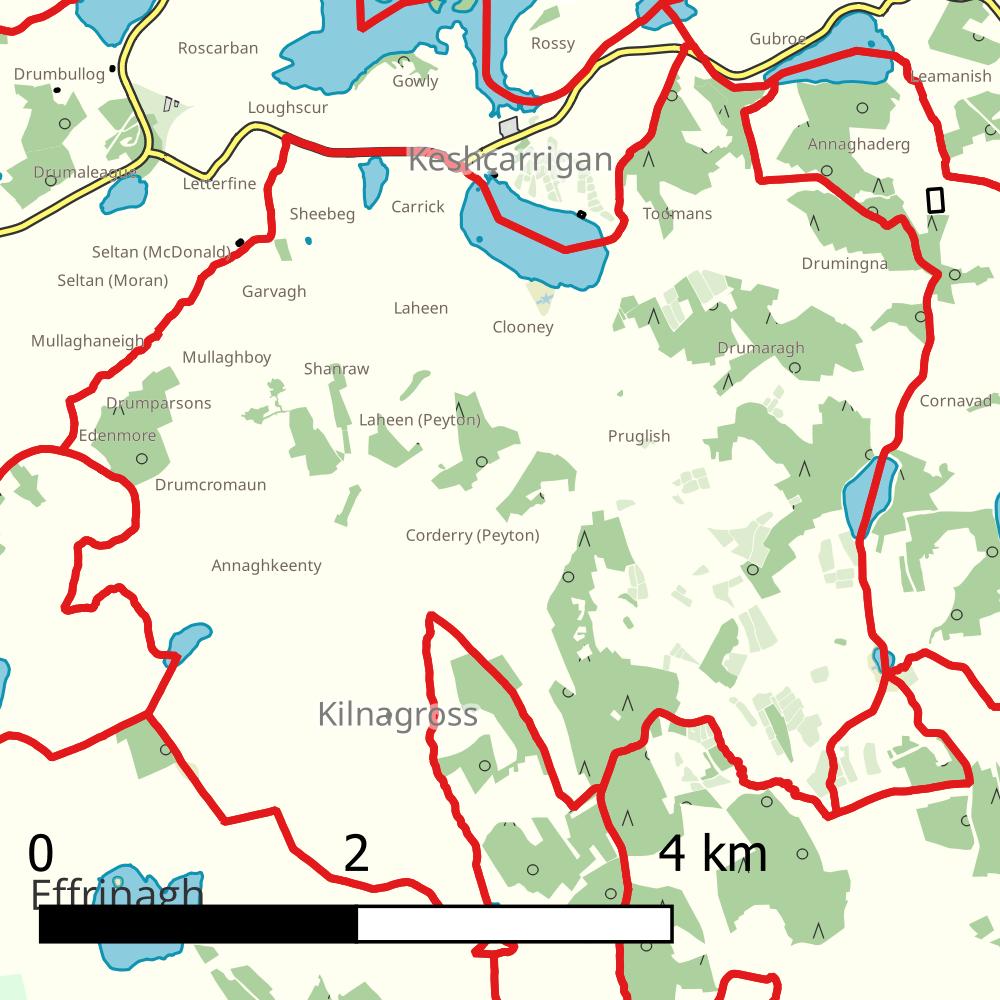 Rossy
Gubroe
Roscarban
Drumbullog
Gowly
Leamanish
Loughscur
Annaghaderg
Keshcarrigan
Drumaleague
Letterfine
Carrick
Sheebeg
Toomans
Seltan (McDonald)
Drumingna
Seltan (Moran)
Garvagh
Laheen
Clooney
Mullaghaneigh
Drumaragh
Mullaghboy
Shanraw
Cornavad
Drumparsons
Laheen (Peyton)
Edenmore
Pruglish
Drumcromaun
Corderry (Peyton)
Annaghkeenty
Kilnagross
0 2 4 km
Effrinagh